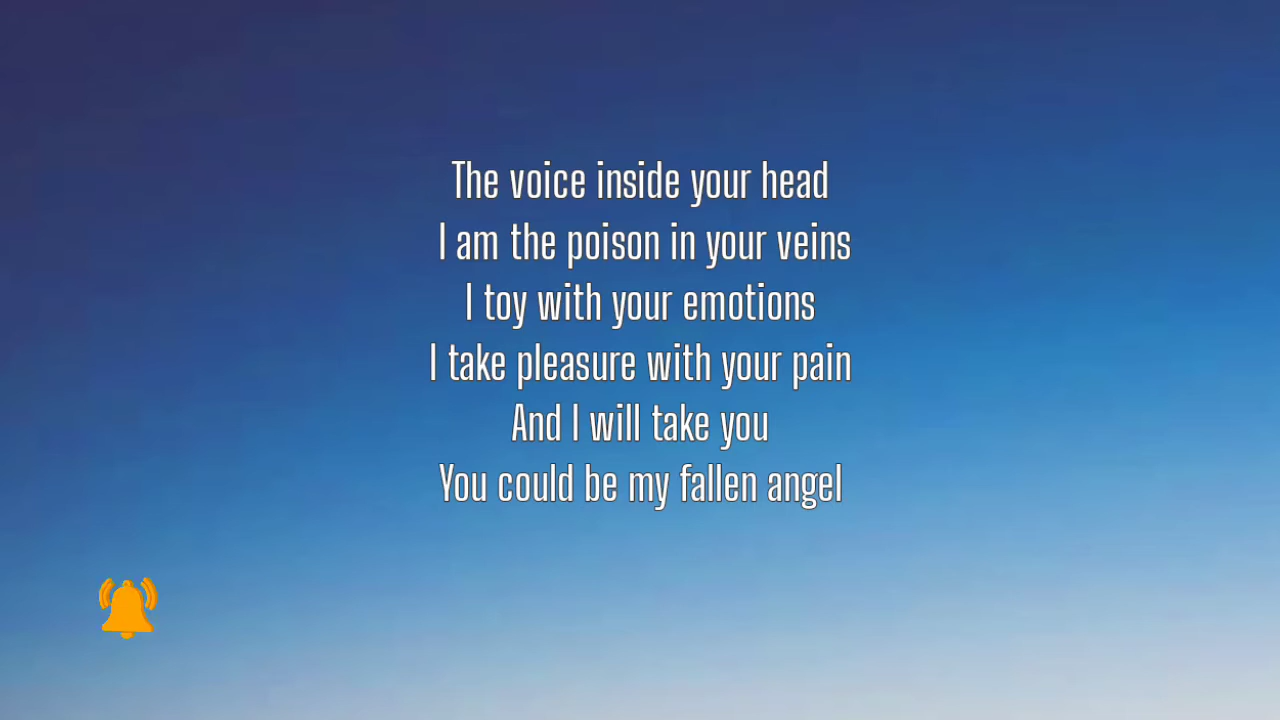 The voice inside your head
I am the poison in your veins
I toy with your emotions
I take pleasure with your pain
And I will take you
You could be my fallen angel